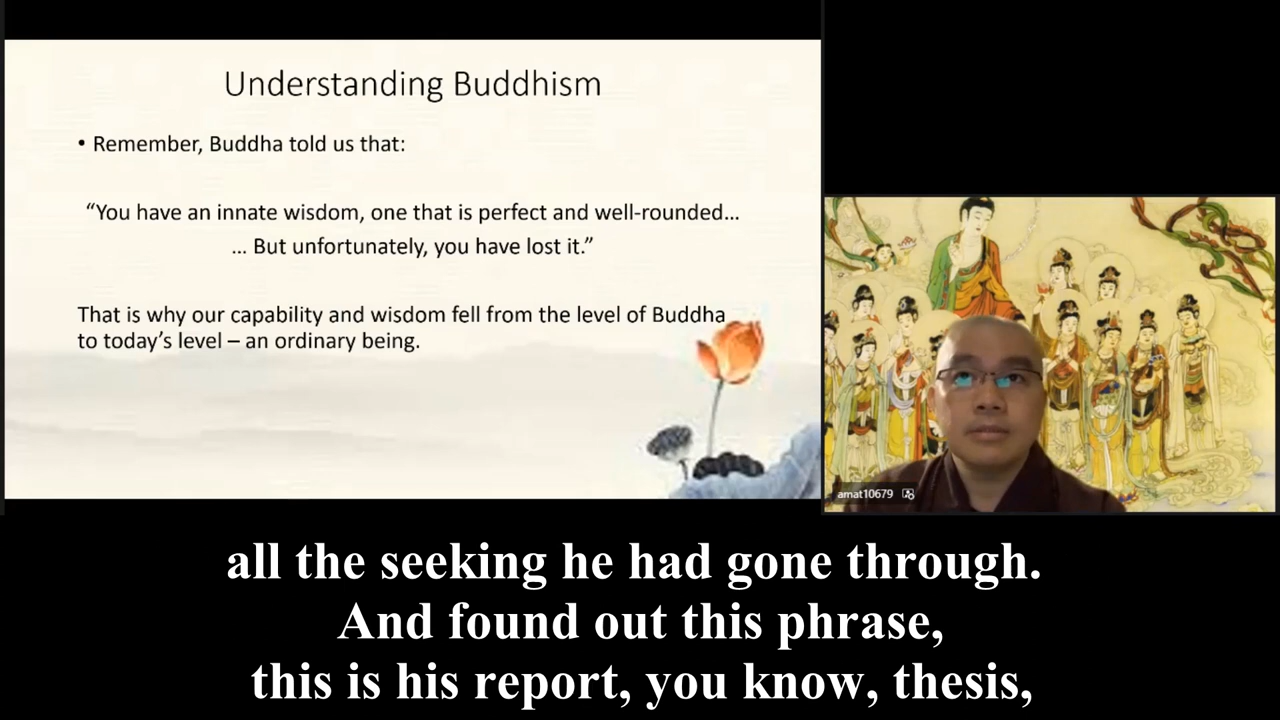 Understanding Buddhism
• Remember, Buddha told us that:
“You have an innate wisdom, one that is perfect and well-rounded…
… But unfortunately, you have lost it.”
That is why our capability and wisdom fell from the level of Buddha
to today’s level – an ordinary being.
amat10679
all the seeking he had gone through.
And found out this phrase,
this is his report, you know, thesis,